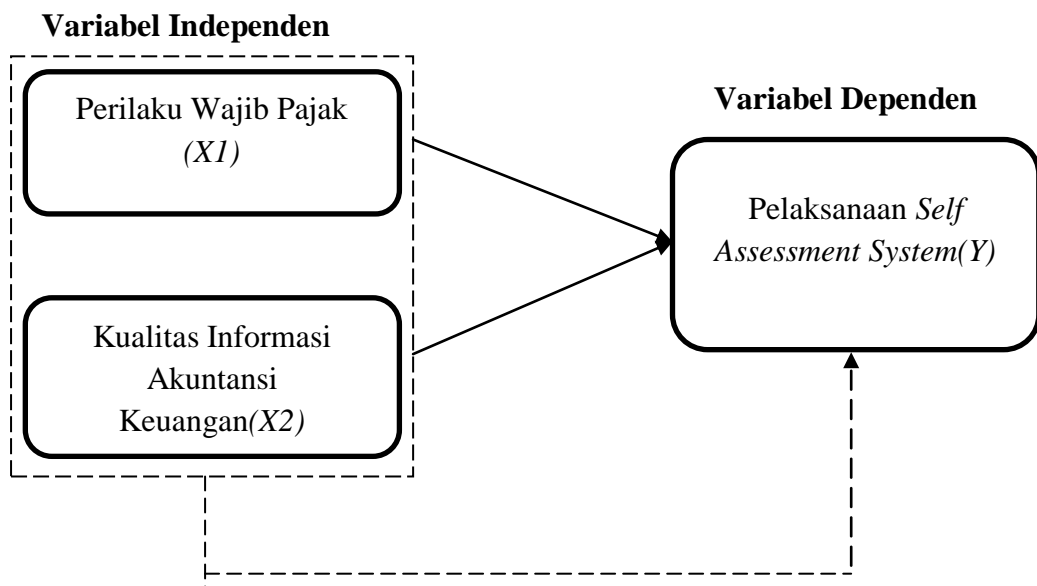 Variabel Independen
Perilaku Wajib Pajak
(X1)
Kualitas Informasi
Akuntansi
Keuangan(X2)
Variabel Dependen
Pelaksanaan Self
Assessment System(Y)